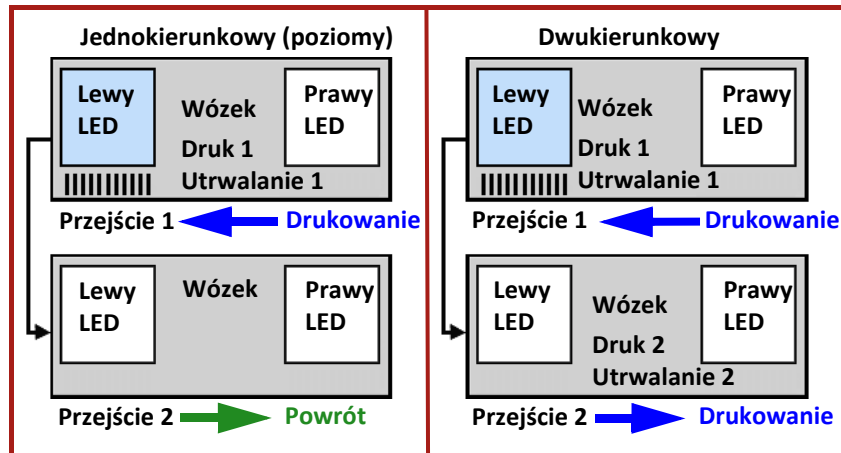 Jednokierunkowy (poziomy)
Lewy
LED
Wózek
Druk 1
Utrwalanie 1
Prawy
LED
Przejście 1
Drukowanie
Lewy
LED
Wózek
Prawy
LED
Przejście 2
Powrót
Dwukierunkowy
Lewy
LED
Wózek
Druk 1
Utrwalanie 1
Prawy
LED
Przejście 1
Drukowanie
Lewy
LED
Wózek
Druk 2
Utrwalanie 2
Prawy
LED
Przejście 2
Drukowanie